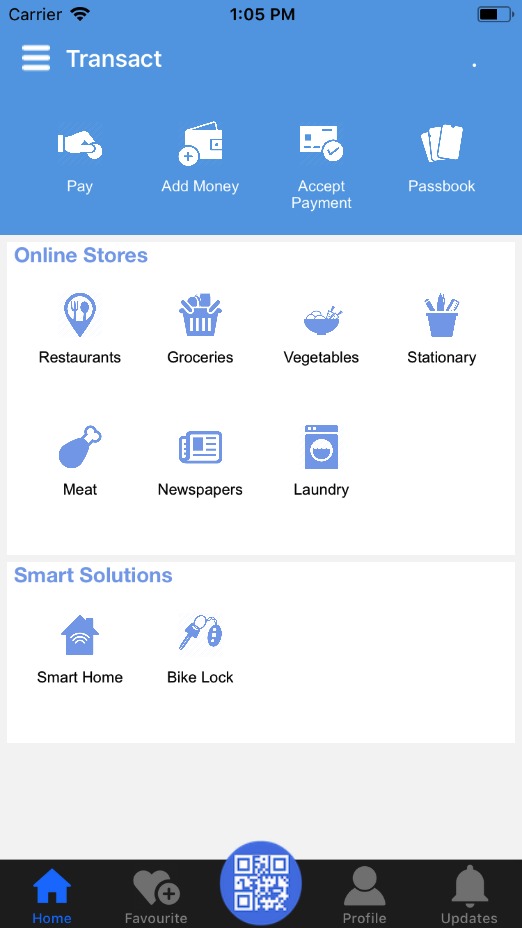 Carrier 1:05 PM
Transact .
Pay Add Money Accept Passbook
Payment
Online Stores
Restaurants Groceries Vegetables Stationary
Meat Newspapers Laundry
Smart Solutions
Smart Home Bike Lock
Home Favourite Profile Updates